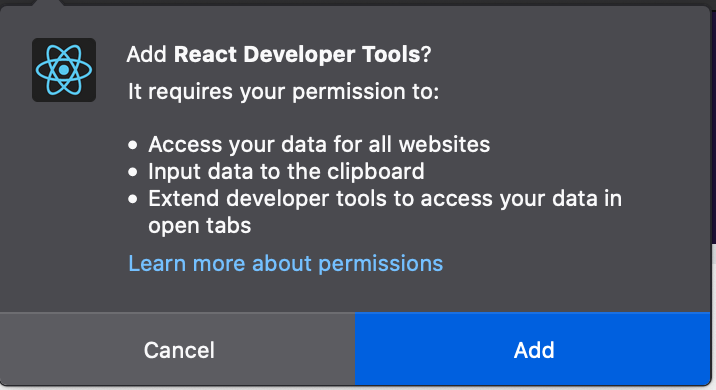 Add React Developer Tools?
It requires your permission to:
• Access your data for all websites
• Input data to the clipboard
• Extend developer tools to access your data in
open tabs
Learn more about permissions
Cancel
Add